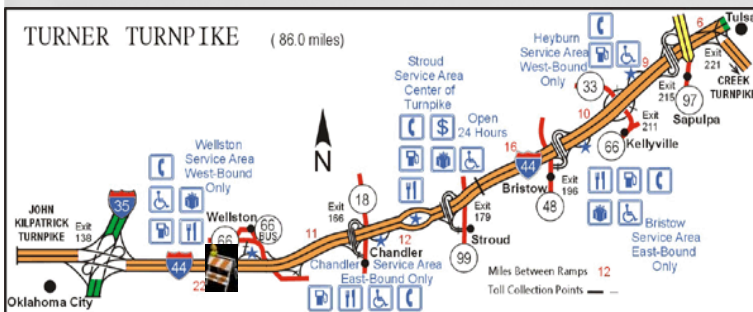 TURNER TURNPIKE (86.0 miles)
Tulsa
6
Exit
221
CREEK
TURNPIKE
Heyburn
Service Area
West-Bound
Only
9
Exit
215
97
Sapulpa
33
10
Exit
211
66
Kellyville
Stroud
Service Area
Center of
Turnpike
$
Open
24 Hours
16
44
Bristow
Exit
196
48
Bristow
Service Area
East-Bound
Only
N
Wellston
Service Area
West-Bound
Only
18
Exit
166
11
12
Chandler
Chandler Service Area
East-Bound Only
Exit
179
Stroud
99
35
JOHN
KILPATRICK
TURNPIKE
Exit
138
Wellston
66
66
BUS
44
22
Oklahoma City
Miles Between Ramps 12
Toll Collection Points